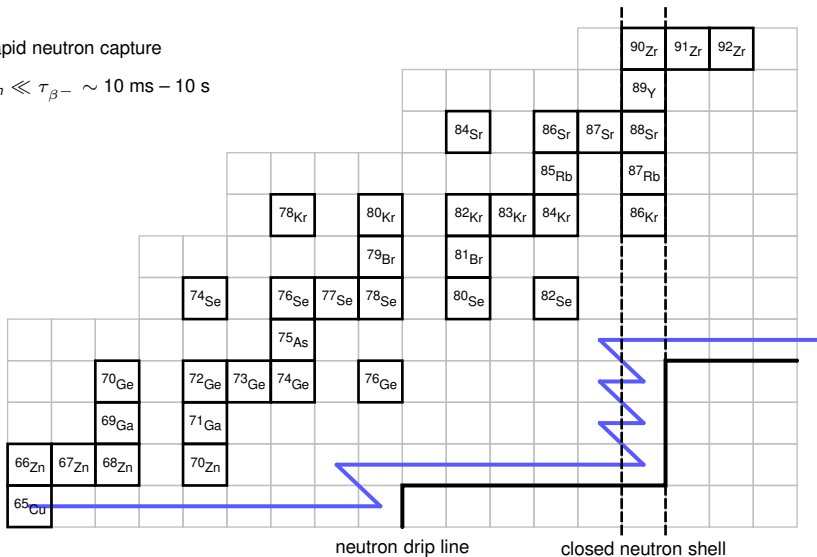 apid neutron capture
n ≪ τβ− ∼ 10 ms – 10 s
90Zr 91Zr 92Zr
89Y
84Sr 86Sr 87Sr 88Sr
85Rb 87Rb
78Kr 80Kr 82Kr 83Kr 84Kr 86Kr
79Br 81Br
74Se 76Se 77Se 78Se 80Se 82Se
75As
70Ge 72Ge 73Ge 74Ge 76Ge
69Ga 71Ga
66Zn 67Zn 68Zn 70Zn
65Cu
neutron drip line closed neutron shell